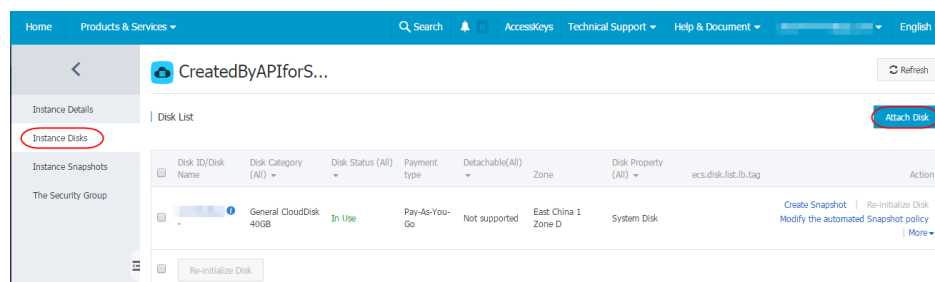 Home Products & Services Search 0 AccessKeys Technical Support Help & Document English
CreatedByAPIforS... Refresh
Instance Details
Disk List Attach Disk
Instance Disks
Instance Snapshots
The Security Group
Disk ID/Disk Name Disk Category (All) Disk Status (All) Payment type Detachable(All) Zone Disk Property (All) ecs.disk.list.lb.tag Action
- General CloudDisk 40GB In Use Pay-As-You-Go Not supported East China 1 Zone D System Disk
Create Snapshot | Re-initialize Disk
Modify the automated Snapshot policy
| More
Re-initialize Disk